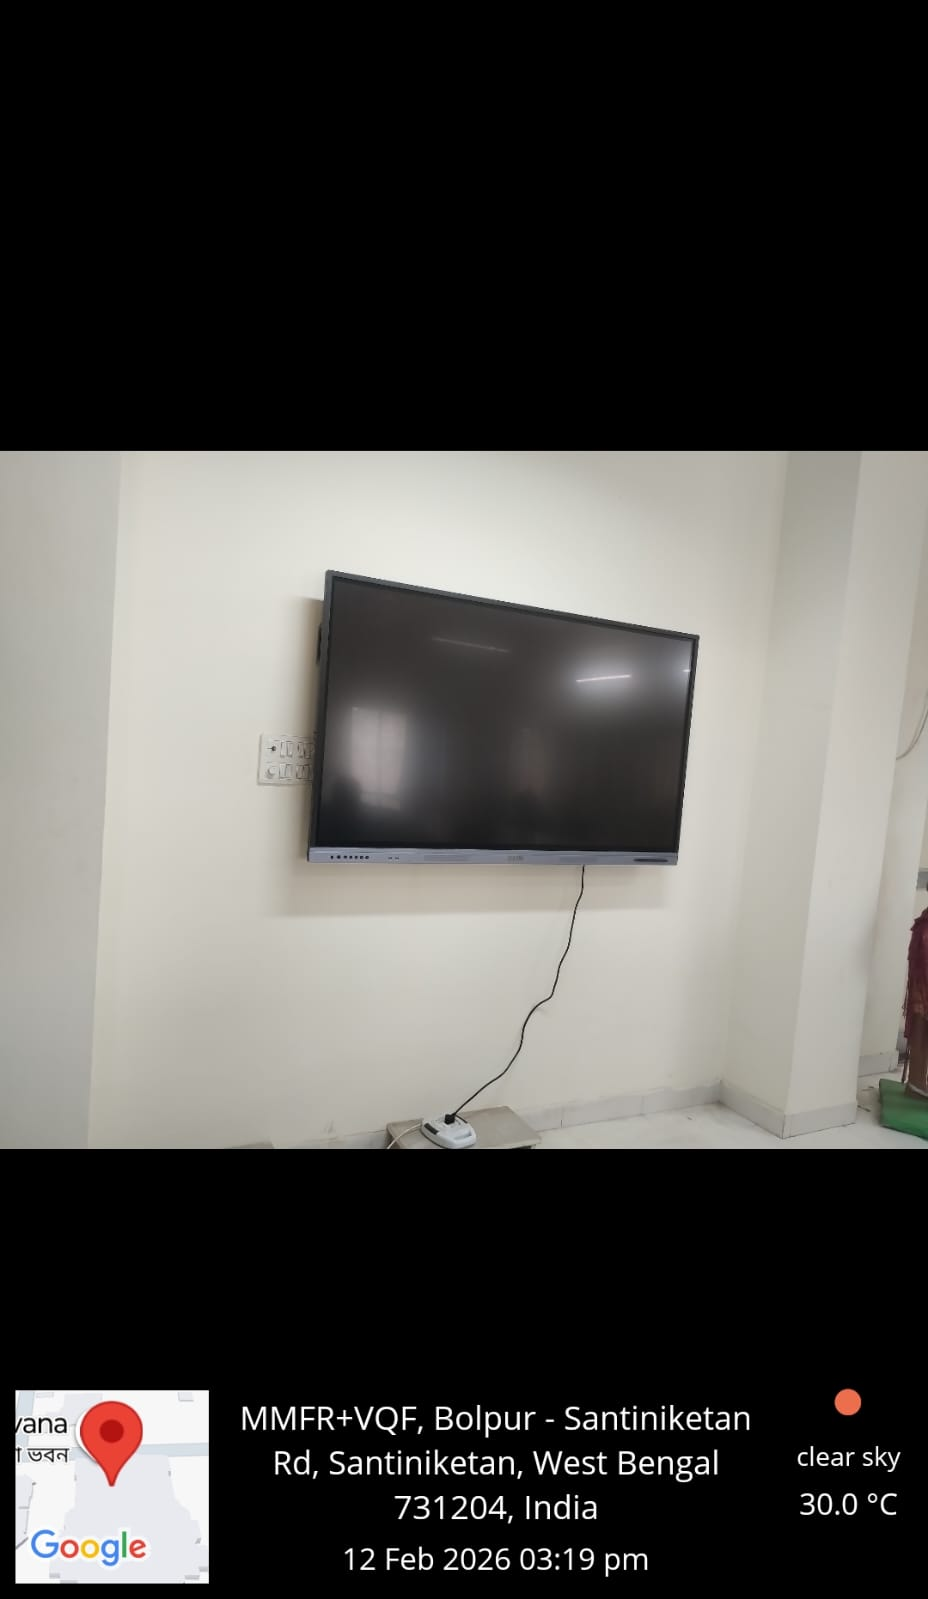 vana
ভবন
Google
MMFR+VQF, Bolpur - Santiniketan
Rd, Santiniketan, West Bengal
731204, India
12 Feb 2026 03:19 pm
clear sky
30.0 °C